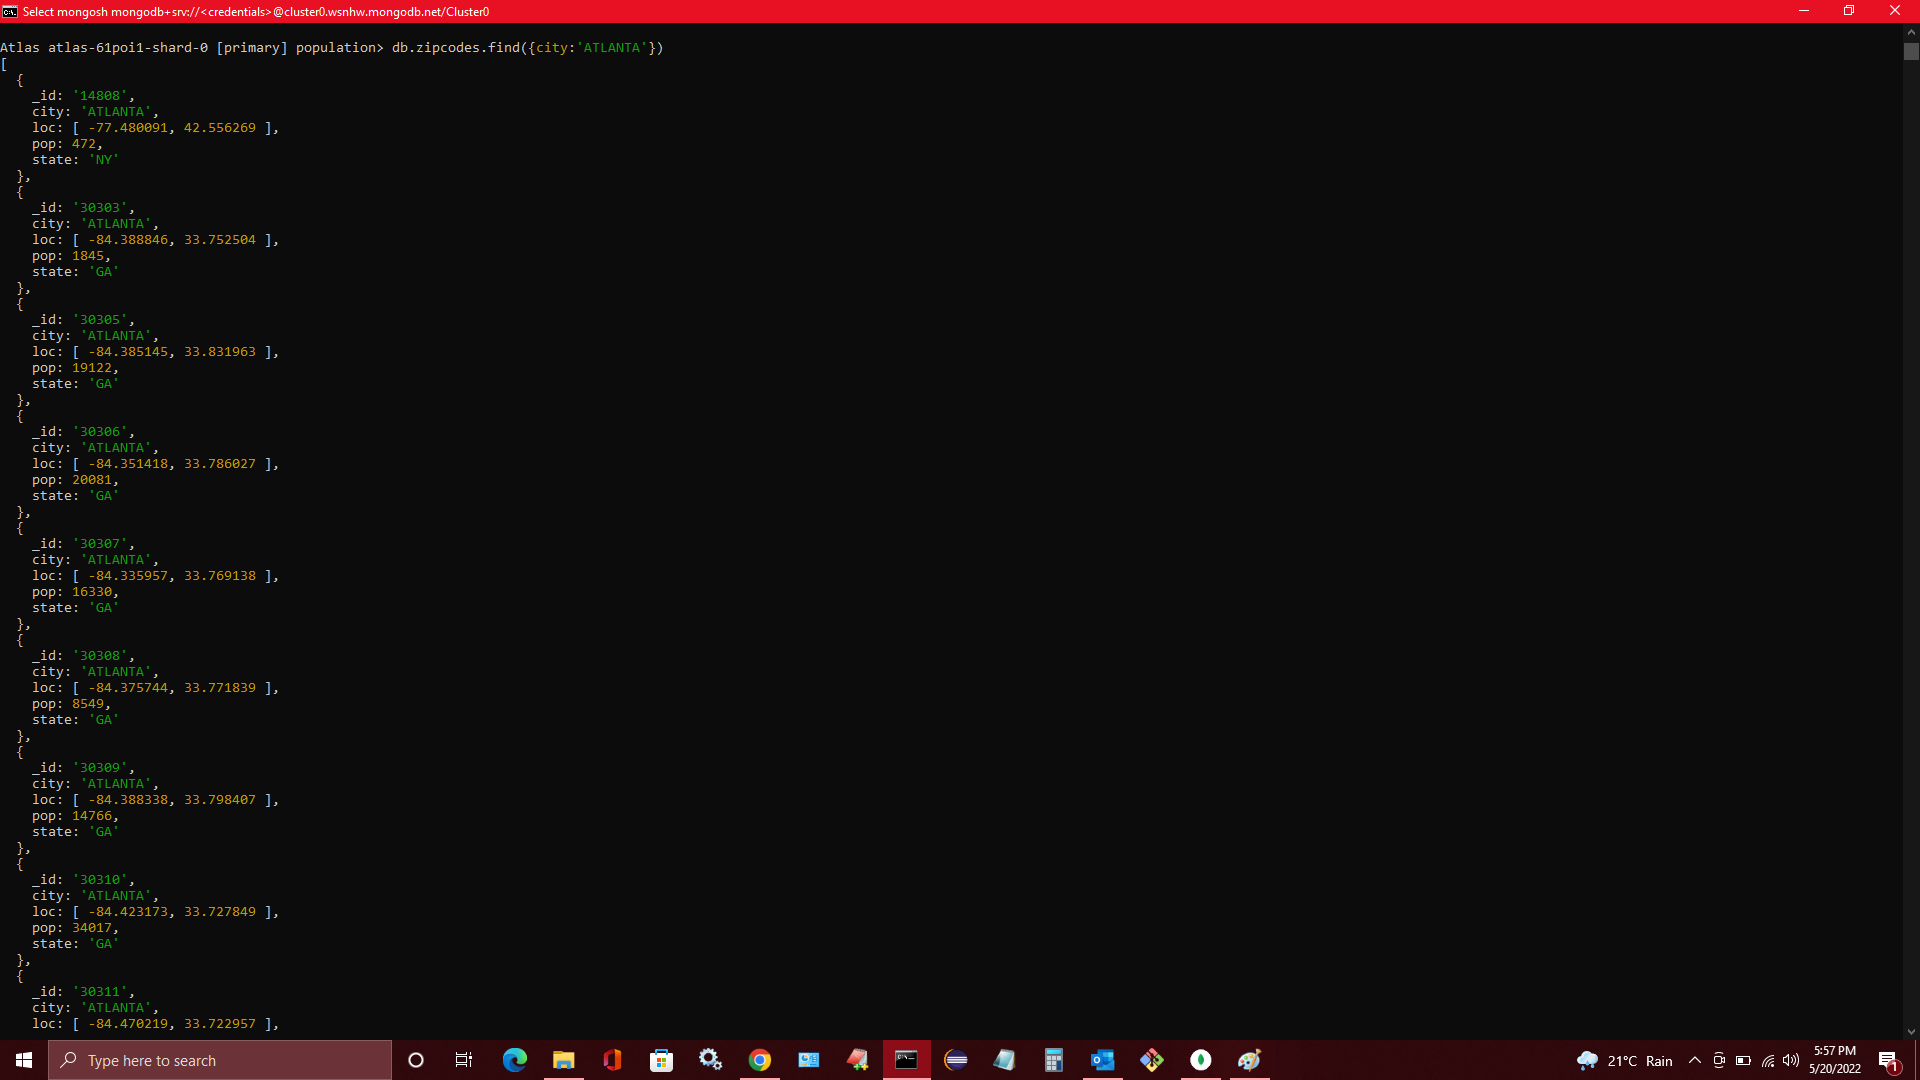 Select mongosh mongodb+srv://<credentials>@cluster0.wsnhw.mongodb.net/Cluster0
Atlas atlas-61poi1-shard-0 [primary] population> db.zipcodes.find({city:'ATLANTA'})
[
  {
    _id: '14808',
    city: 'ATLANTA',
    loc: [ -77.480091, 42.556269 ],
    pop: 472,
    state: 'NY'
  },
  {
    _id: '30303',
    city: 'ATLANTA',
    loc: [ -84.388846, 33.752504 ],
    pop: 1845,
    state: 'GA'
  },
  {
    _id: '30305',
    city: 'ATLANTA',
    loc: [ -84.385145, 33.831963 ],
    pop: 19122,
    state: 'GA'
  },
  {
    _id: '30306',
    city: 'ATLANTA',
    loc: [ -84.351418, 33.786027 ],
    pop: 20081,
    state: 'GA'
  },
  {
    _id: '30307',
    city: 'ATLANTA',
    loc: [ -84.335957, 33.769138 ],
    pop: 16330,
    state: 'GA'
  },
  {
    _id: '30308',
    city: 'ATLANTA',
    loc: [ -84.375744, 33.771839 ],
    pop: 8549,
    state: 'GA'
  },
  {
    _id: '30309',
    city: 'ATLANTA',
    loc: [ -84.388338, 33.798407 ],
    pop: 14766,
    state: 'GA'
  },
  {
    _id: '30310',
    city: 'ATLANTA',
    loc: [ -84.423173, 33.727849 ],
    pop: 34017,
    state: 'GA'
  },
  {
    _id: '30311',
    city: 'ATLANTA',
    loc: [ -84.470219, 33.722957 ],
Type here to search
21°C Rain
5:57 PM
5/20/2022
1